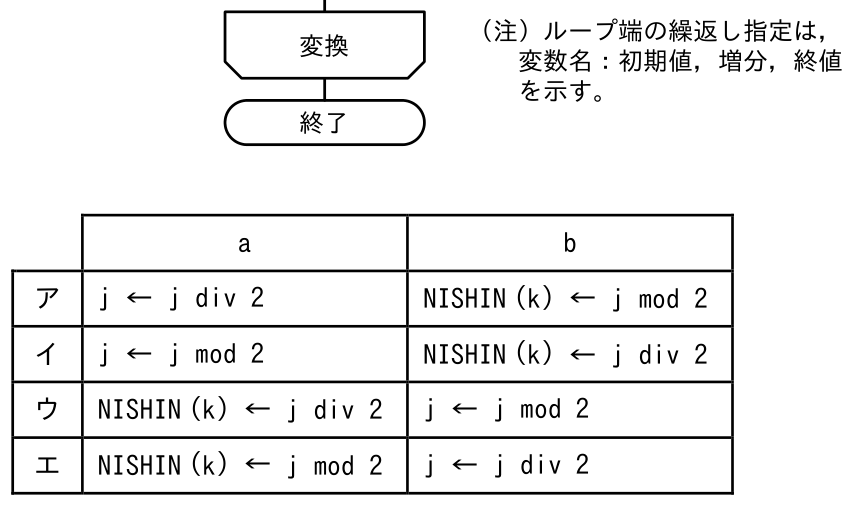 変換
終了
（注）ループ端の繰返し指定は，
変数名：初期値，増分，終値
を示す。
a b
ア j ← j div 2 NISHIN(k) ← j mod 2
イ j ← j mod 2 NISHIN(k) ← j div 2
ウ NISHIN(k) ← j div 2 j ← j mod 2
エ NISHIN(k) ← j mod 2 j ← j div 2